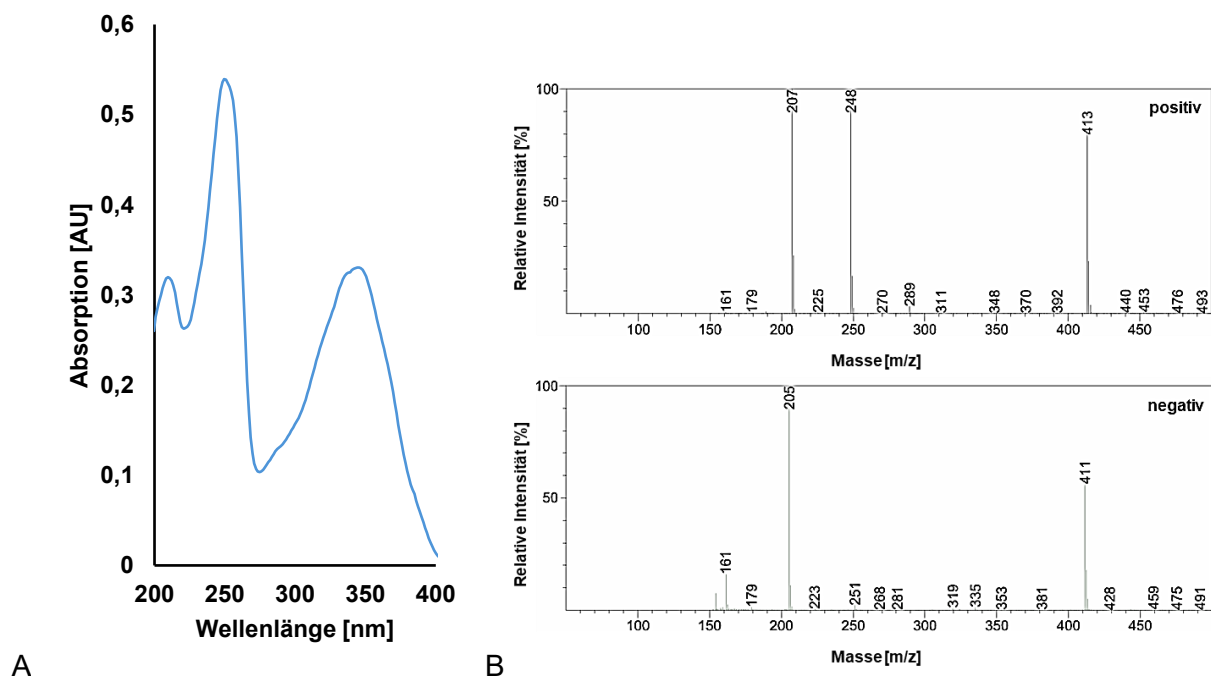 0,6
0,5
0,4
0,3
0,2
0,1
0
Absorption [AU]
200 250 300 350 400
Wellenlänge [nm]
A
100
50
Relative Intensität [%]
positiv
161 179 207 225 248 270 289 311 348 370 392 413 440 453 476 493
100 150 200 250 300 350 400 450
Masse [m/z]
100
50
Relative Intensität [%]
negativ
161 179 205 223 251 268 281 319 335 353 381 411 428 459 475 491
100 150 200 250 300 350 400 450
Masse [m/z]
B